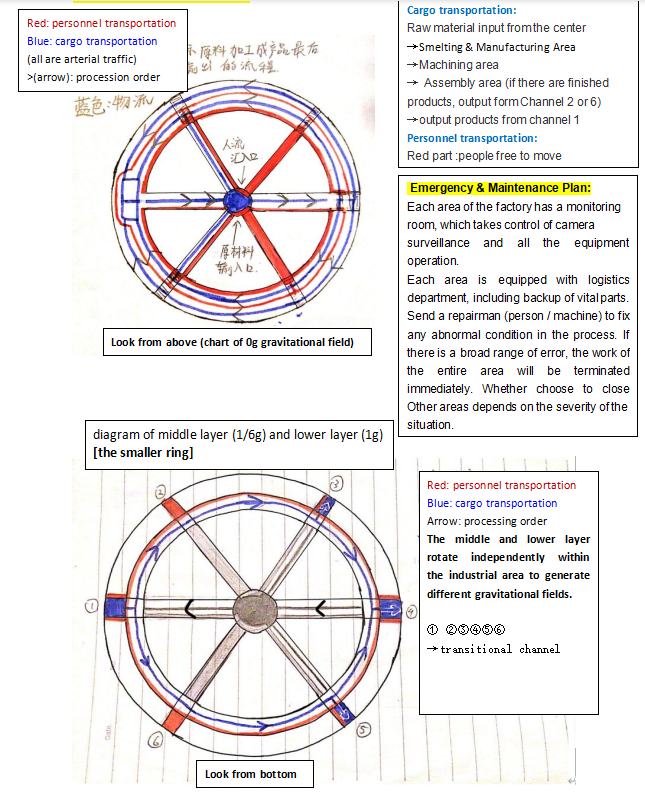 Red: personnel transportation
Blue: cargo transportation
(all are arterial traffic)
>(arrow): procession order
示原料加工成产品最后
输出的流程
蓝色:物流
人流
汇入口
原材料
输入口
Look from above (chart of 0g gravitational field)
Cargo transportation:
Raw material input fromthe center
→Smelting & Manufacturing Area
→Machining area
→ Assembly area (if there are finished
products, output form Channel 2 or 6)
→output products from channel 1
Personnel transportation:
Red part :people free to move
Emergency & Maintenance Plan:
Each area of the factory has a monitoring
room, which takes control of camera
surveillance and all the equipment
operation.
Each area is equipped with logistics
department, including backup of vital parts.
Send a repairman (person / machine) to fix
any abnormal condition in the process. If
there is a broad range of error, the work of
the entire area will be terminated
immediately. Whether choose to close
Other areas depends on the severity of the
situation.
diagram of middle layer (1/6g) and lower layer (1g)
[the smaller ring]
①
②
③
④
⑤
⑥
Date
Look from bottom
Red: personnel transportation
Blue: cargo transportation
Arrow: processing order
The middle and lower layer
rotate independently within
the industrial area to generate
different gravitational fields.
① ②③④⑤⑥
→transitional channel